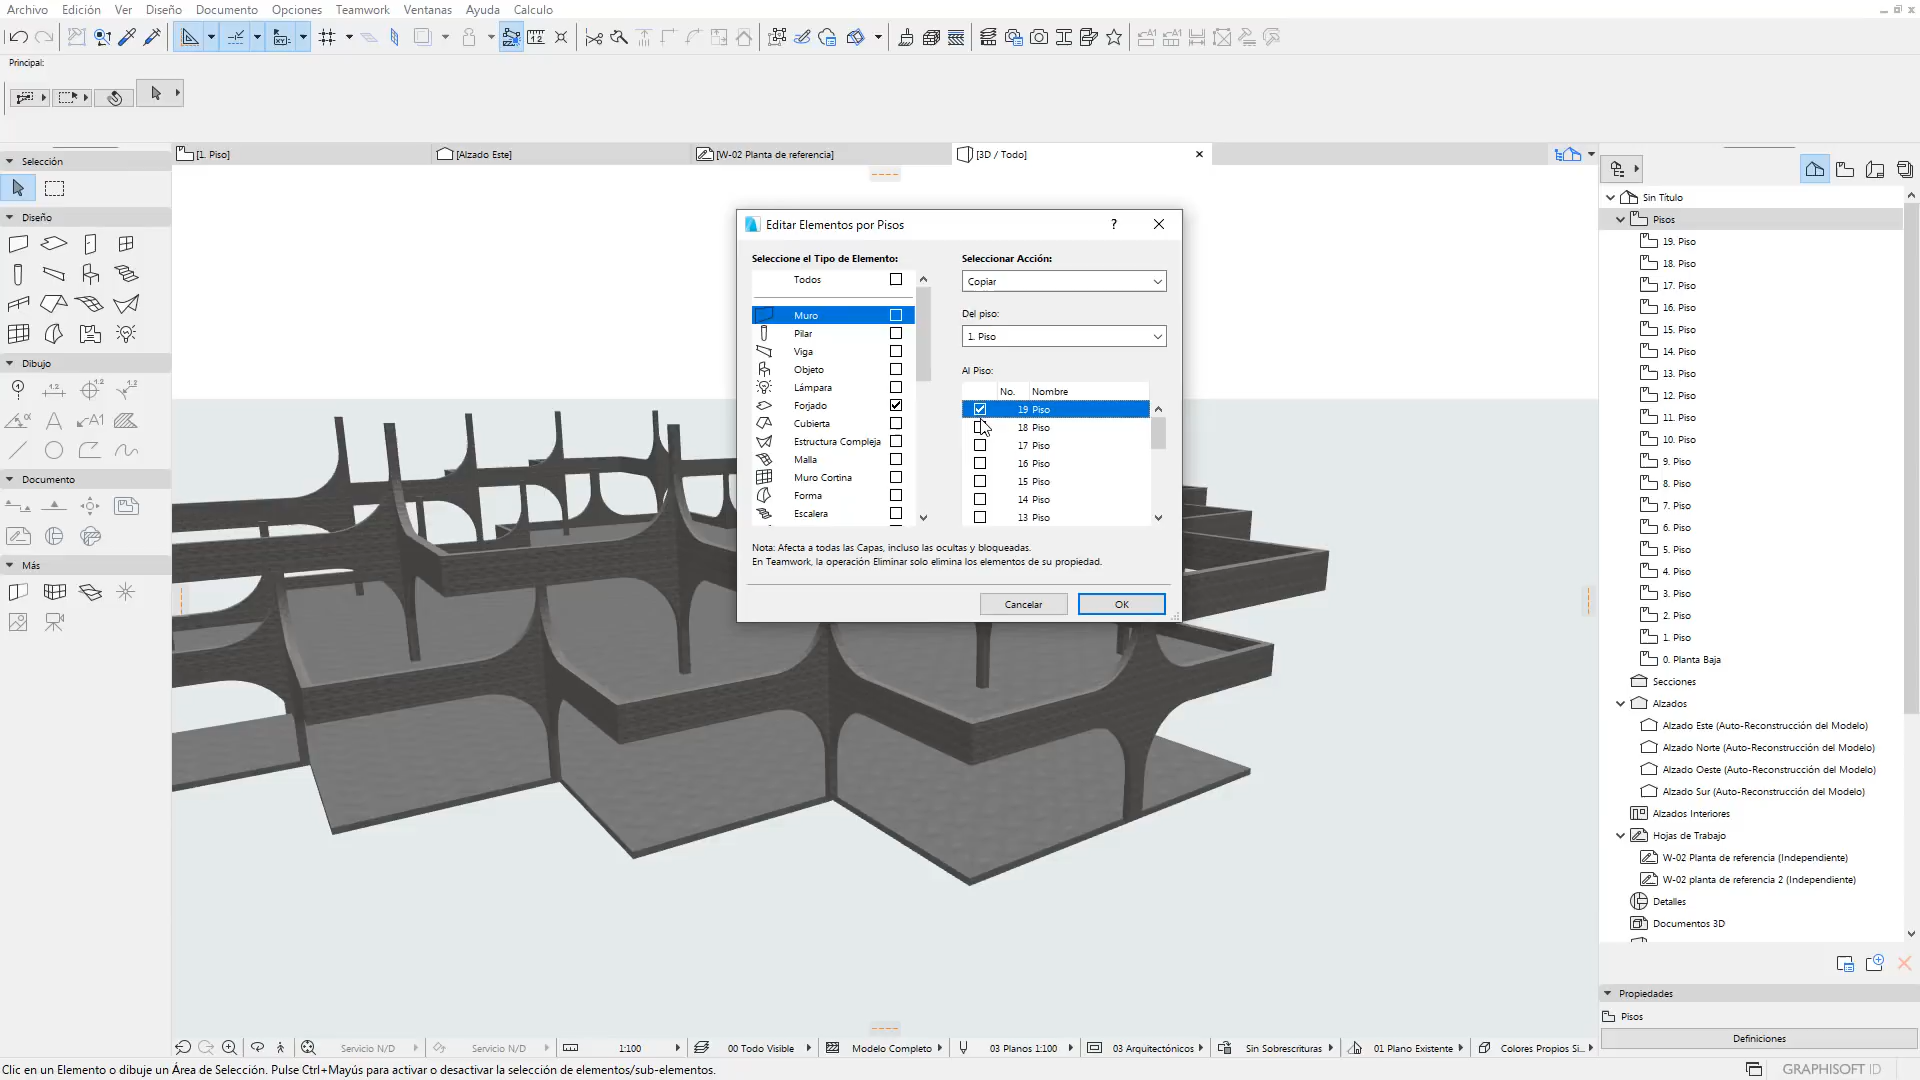 Archivo Edición Ver Diseño Documento Opciones Teamwork Ventanas Ayuda Calculo
Principal:
[1. Piso]
[Alzado Este]
[W-02 Planta de referencia]
[3D / Todo]
Selección
Diseño
Dibujo
Documento
Más
Editar Elementos por Pisos
Seleccione el Tipo de Elemento:
Todos
Muro
Pilar
Viga
Objeto
Lámpara
Forjado
Cubierta
Estructura Compleja
Malla
Muro Cortina
Forma
Escalera
Seleccionar Acción:
Copiar
Del piso:
1. Piso
Al Piso:
No. Nombre
19 Piso
18 Piso
17 Piso
16 Piso
15 Piso
14 Piso
13 Piso
Nota: Afecta a todas las Capas, incluso las ocultas y bloqueadas.
En Teamwork, la operación Eliminar solo elimina los elementos de su propiedad.
Cancelar OK
Sin Título
Pisos
19. Piso
18. Piso
17. Piso
16. Piso
15. Piso
14. Piso
13. Piso
12. Piso
11. Piso
10. Piso
9. Piso
8. Piso
7. Piso
6. Piso
5. Piso
4. Piso
3. Piso
2. Piso
1. Piso
0. Planta Baja
Secciones
Alzados
Alzado Este (Auto-Reconstrucción del Modelo)
Alzado Norte (Auto-Reconstrucción del Modelo)
Alzado Oeste (Auto-Reconstrucción del Modelo)
Alzado Sur (Auto-Reconstrucción del Modelo)
Alzados Interiores
Hojas de Trabajo
W-02 Planta de referencia (Independiente)
W-02 planta de referencia 2 (Independiente)
Detalles
Documentos 3D
Propiedades
Pisos
Definiciones
Servicio N/D Servicio N/D 1:100 00 Todo Visible Modelo Completo 03 Planos 1:100 03 Arquitectónicos Sin Sobrescrituras 01 Plano Existente Colores Propios Si...
Clic en un Elemento o dibuje un Área de Selección. Pulse Ctrl+Mayús para activar o desactivar la selección de elementos/sub-elementos.
GRAPHISOFT ID